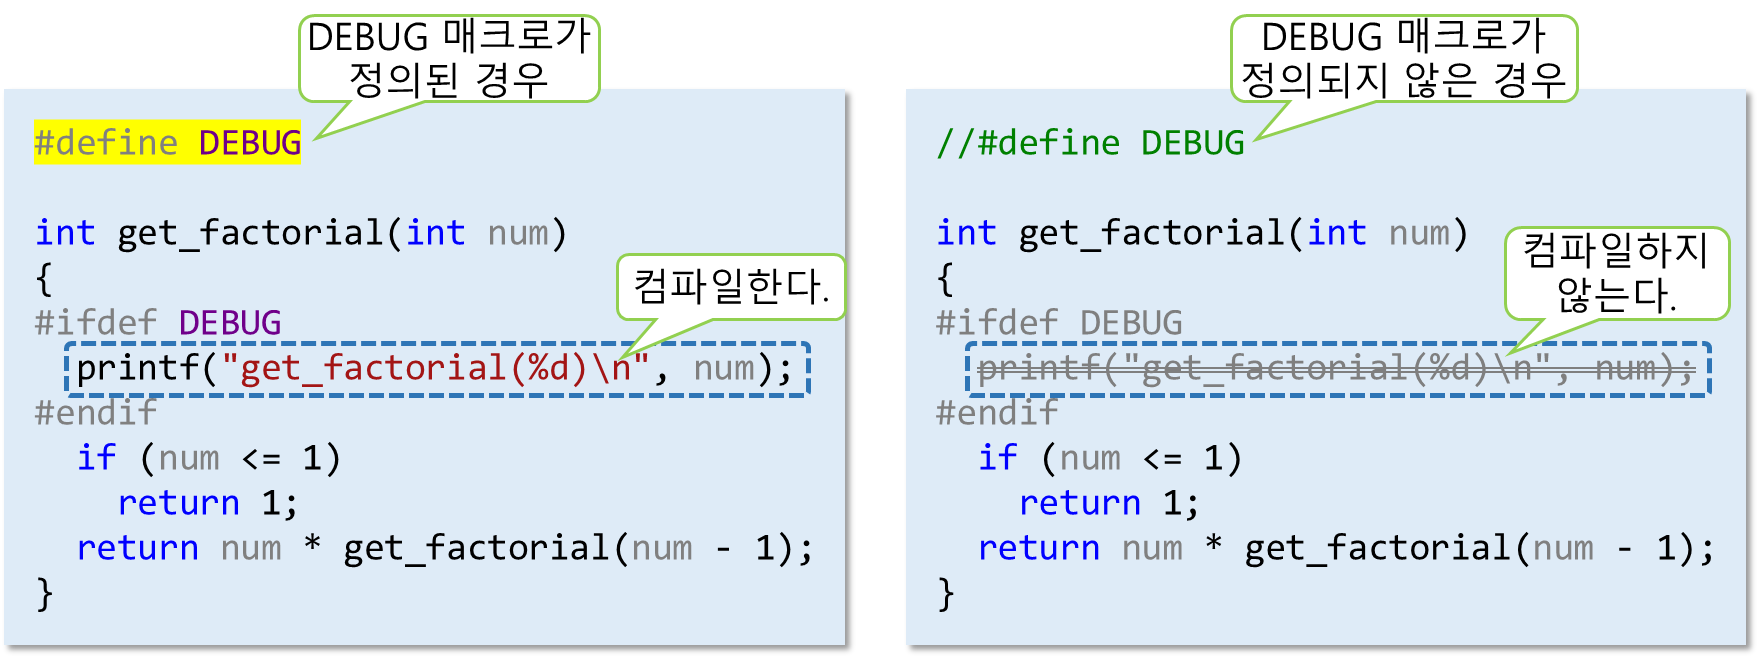 DEBUG 매크로가
정의된 경우
#define DEBUG
int get_factorial(int num)
{
컴파일한다.
#ifdef DEBUG
printf("get_factorial(%d)\n", num);
#endif
if (num <= 1)
return 1;
return num * get_factorial(num - 1);
}
DEBUG 매크로가
정의되지 않은 경우
//#define DEBUG
int get_factorial(int num)
{
컴파일하지
않는다.
#ifdef DEBUG
printf("get_factorial(%d)\n", num);
#endif
if (num <= 1)
return 1;
return num * get_factorial(num - 1);
}